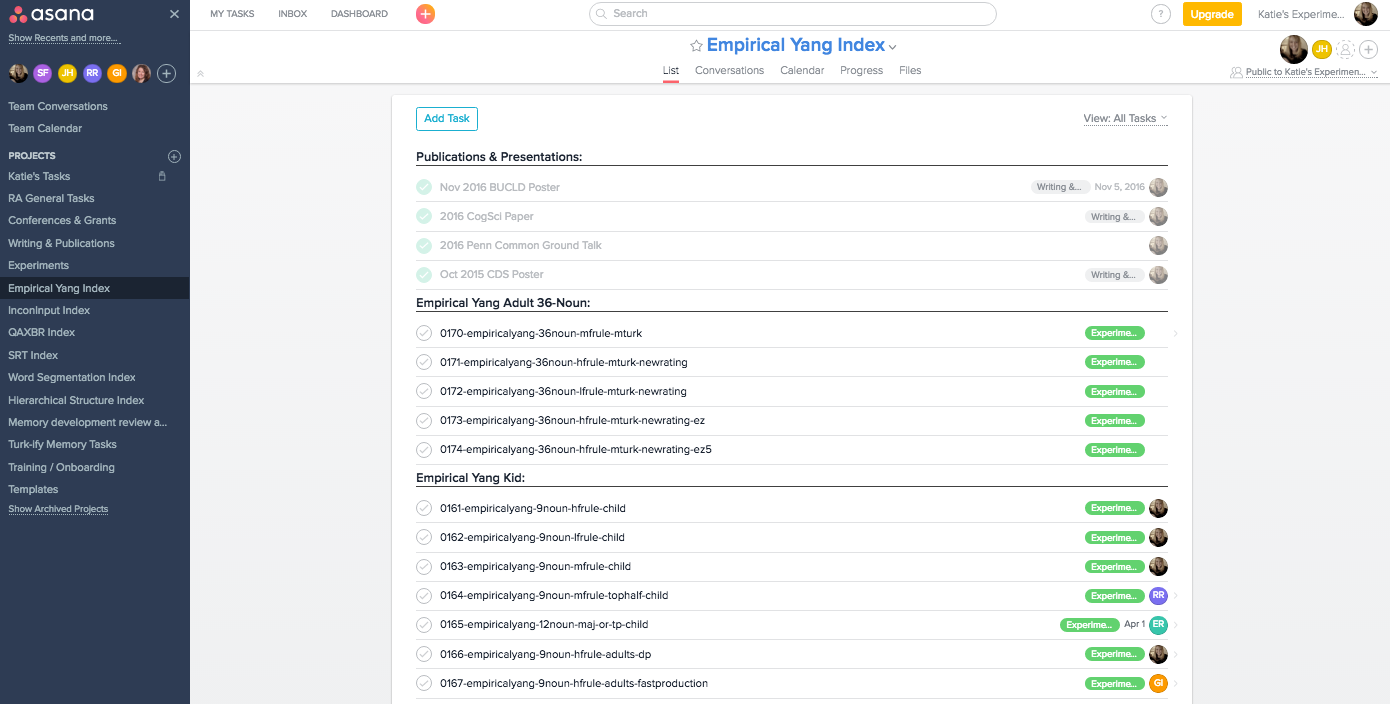 asana
Show Recents and more...
SF JH RR GI
Team Conversations
Team Calendar
PROJECTS
Katie's Tasks
RA General Tasks
Conferences & Grants
Writing & Publications
Experiments
Empirical Yang Index
InconInput Index
QAXBR Index
SRT Index
Word Segmentation Index
Hierarchical Structure Index
Memory development review a...
Turk-ify Memory Tasks
Training / Onboarding
Templates
Show Archived Projects
MY TASKS INBOX DASHBOARD
Search
? Upgrade Katie's Experime...
Empirical Yang Index
JH
List Conversations Calendar Progress Files
Public to Katie's Experimen...
Add Task
View: All Tasks
Publications & Presentations:
Nov 2016 BUCLD Poster Writing &... Nov 5, 2016
2016 CogSci Paper Writing &...
2016 Penn Common Ground Talk
Oct 2015 CDS Poster Writing &...
Empirical Yang Adult 36-Noun:
0170-empiricalyang-36noun-mfrule-mturk Experime...
0171-empiricalyang-36noun-hfrule-mturk-newrating Experime...
0172-empiricalyang-36noun-lfrule-mturk-newrating Experime...
0173-empiricalyang-36noun-hfrule-mturk-newrating-ez Experime...
0174-empiricalyang-36noun-hfrule-mturk-newrating-ez5 Experime...
Empirical Yang Kid:
0161-empiricalyang-9noun-hfrule-child Experime...
0162-empiricalyang-9noun-lfrule-child Experime...
0163-empiricalyang-9noun-mfrule-child Experime...
0164-empiricalyang-9noun-mfrule-tophalf-child Experime... RR
0165-empiricalyang-12noun-maj-or-tp-child Experime... Apr 1 ER
0166-empiricalyang-9noun-hfrule-adults-dp Experime...
0167-empiricalyang-9noun-hfrule-adults-fastproduction Experime... GI